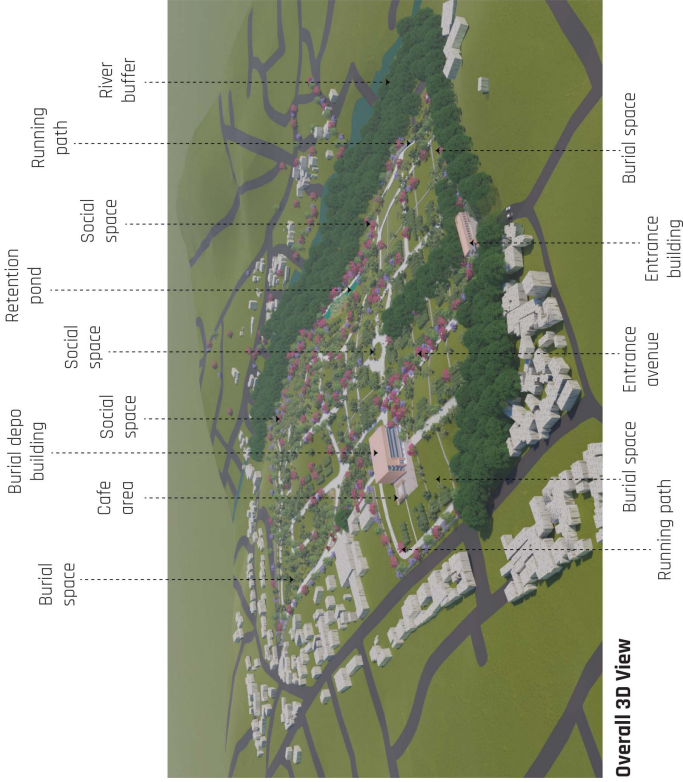 Burial
space
Cafe
area
Burial depo
building
Social
space
Social
space
Retention
pond
Social
space
Running
path
River
buffer
Running path
Burial space
Entrance
avenue
Entrance
building
Burial space
Overall 3D View